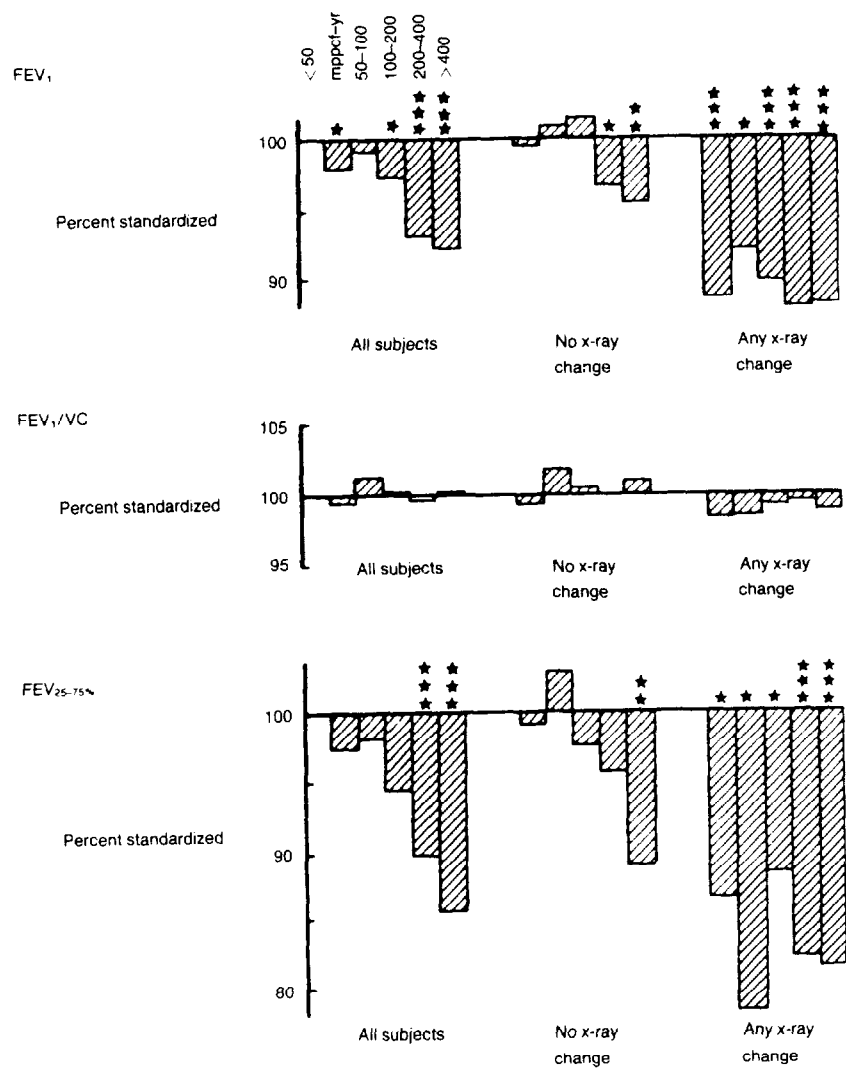 FEV₁
< 50
mppcf-yr
50–100
100–200
200–400
> 400
100
Percent standardized
90
All subjects
No x-ray
change
Any x-ray
change
FEV₁/VC
105
Percent standardized
100
95
All subjects
No x-ray
change
Any x-ray
change
FEV₂₅₋₇₅%
100
Percent standardized
90
80
All subjects
No x-ray
change
Any x-ray
change